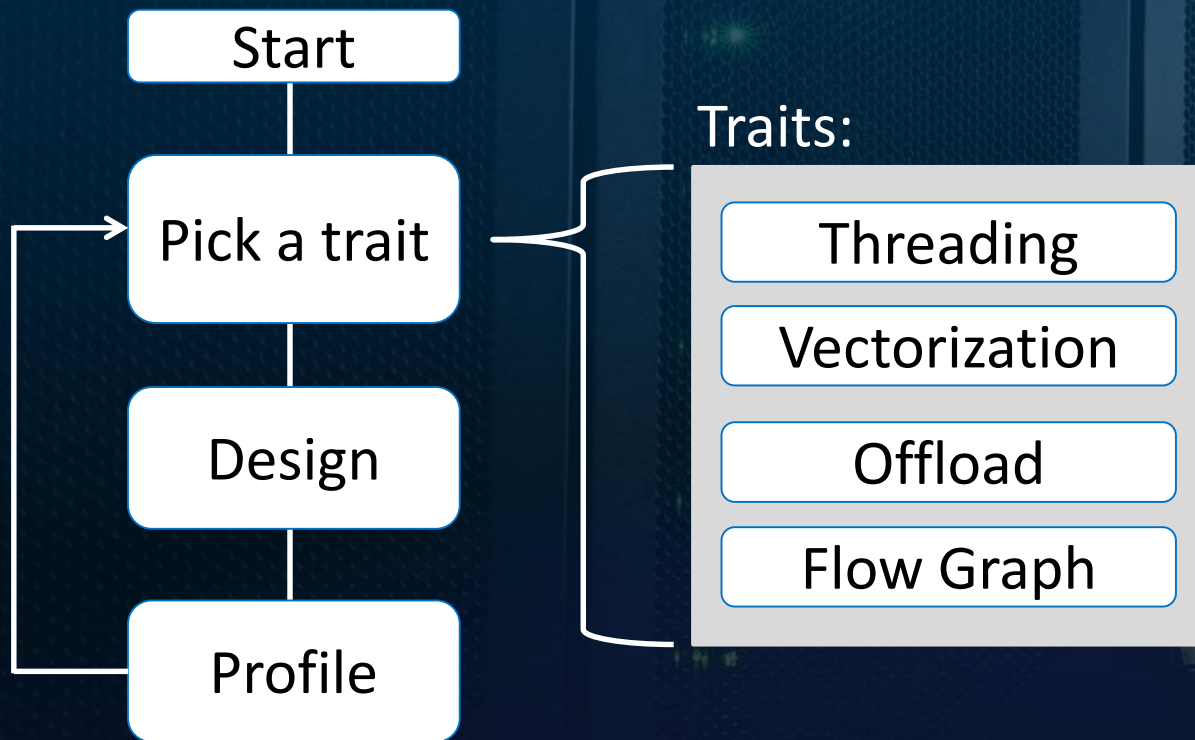 Start
Pick a trait
Design
Profile
Traits:
Threading
Vectorization
Offload
Flow Graph